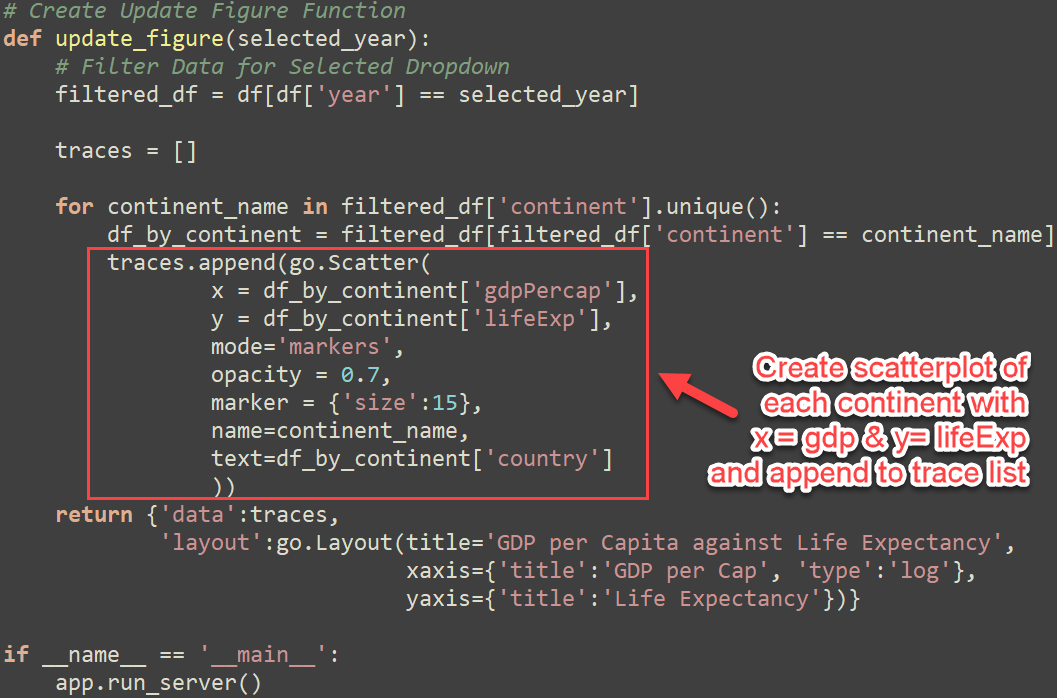 # Create Update Figure Function
def update_figure(selected_year):
    # Filter Data for Selected Dropdown
    filtered_df = df[df['year'] == selected_year]

    traces = []

    for continent_name in filtered_df['continent'].unique():
        df_by_continent = filtered_df[filtered_df['continent'] == continent_name]
        traces.append(go.Scatter(
                x = df_by_continent['gdpPercap'],
                y = df_by_continent['lifeExp'],
                mode='markers',
                opacity = 0.7,
                marker = {'size':15},
                name=continent_name,
                text=df_by_continent['country']
                ))
    return {'data':traces,
            'layout':go.Layout(title='GDP per Capita against Life Expectancy',
                               xaxis={'title':'GDP per Cap', 'type':'log'},
                               yaxis={'title':'Life Expectancy'})}

if __name__ == '__main__':
    app.run_server()
Create scatterplot of
each continent with
x = gdp & y= lifeExp
and append to trace list